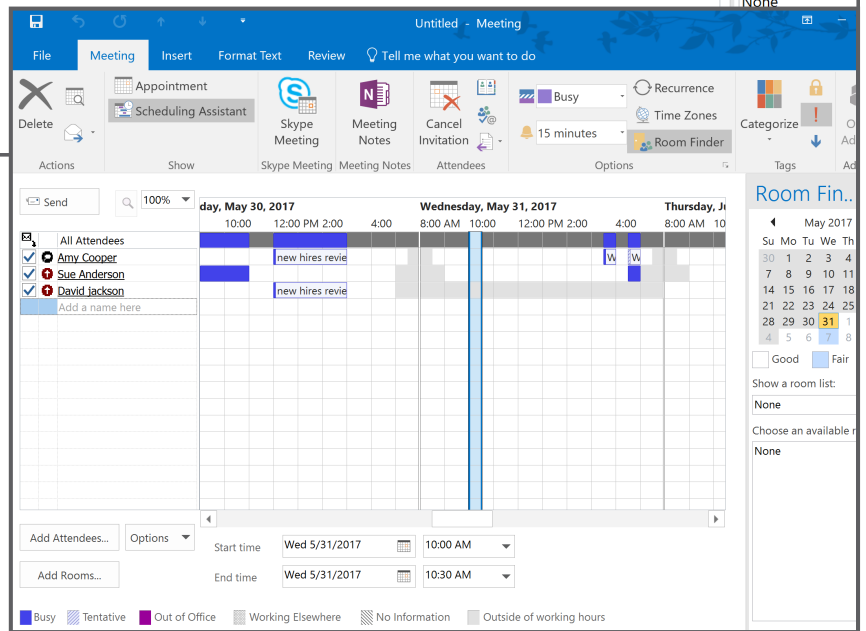 None
Untitled - Meeting
File Meeting Insert Format Text Review Tell me what you want to do
Delete
Actions
Appointment
Scheduling Assistant
Show
Skype
Meeting
Skype Meeting
N
Meeting
Notes
Meeting Notes
Cancel
Invitation
Attendees
Busy
15 minutes
Recurrence
Time Zones
Room Finder
Options
Categorize
Tags
Send
100%
day, May 30, 2017 Wednesday, May 31, 2017 Thursday, J
10:00 12:00 PM 2:00 4:00 8:00 AM 10:00 12:00 PM 2:00 4:00 8:00 AM 10
All Attendees
Amy Cooper new hires revie W W
Sue Anderson
David jackson new hires revie
Add a name here
Add Attendees... Options
Add Rooms...
Start time Wed 5/31/2017 10:00 AM
End time Wed 5/31/2017 10:30 AM
Busy Tentative Out of Office Working Elsewhere No Information Outside of working hours
Room Fin...
May 2017
Su Mo Tu We Th
30 1 2 3 4
7 8 9 10 11
14 15 16 17 18
21 22 23 24 25
28 29 30 31 1
4 5 6 7 8
Good Fair
Show a room list:
None
Choose an available r
None